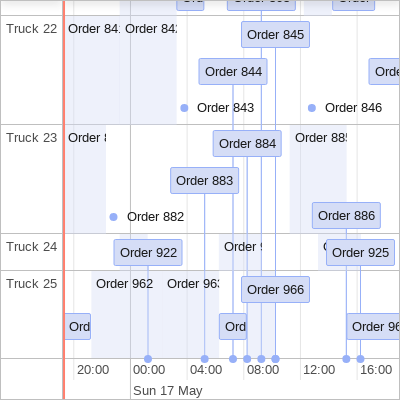 Truck 22
Order 84
Order 84
Order 845
Order 844
Orde
Order 843
Order 846
Truck 23
Order
Order 884
Order 88
Order 883
Order 882
Order 886
Truck 24
Order 922
Order
Order 925
Truck 25
Order 962
Order 96
Order 966
Ord
Ord
Order 96
20:00
00:00
04:00
08:00
12:00
16:00
Sun 17 May